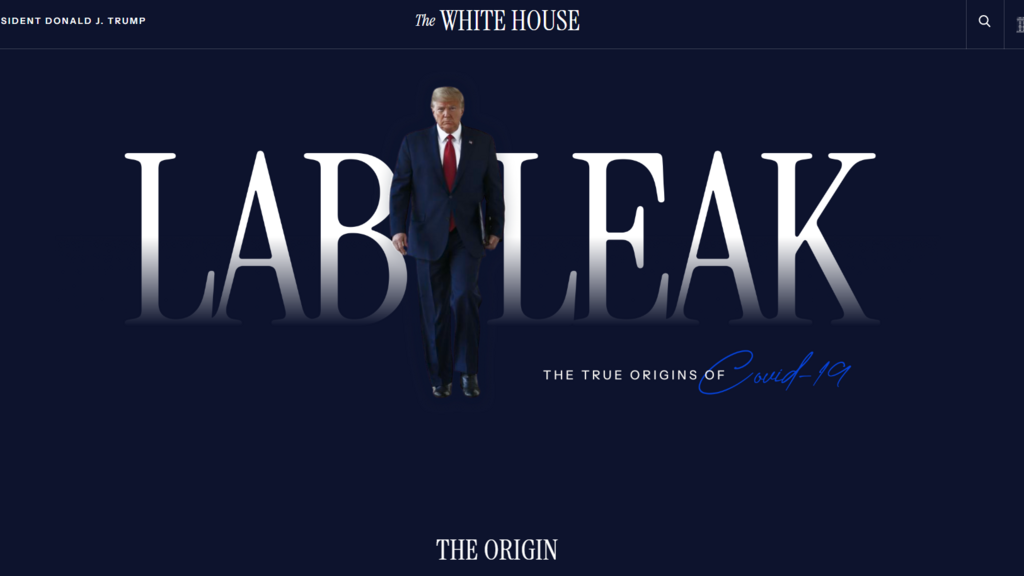 SIDENT DONALD J. TRUMP
The WHITE HOUSE
LAB LEAK
THE TRUE ORIGINS OF Covid-19
THE ORIGIN